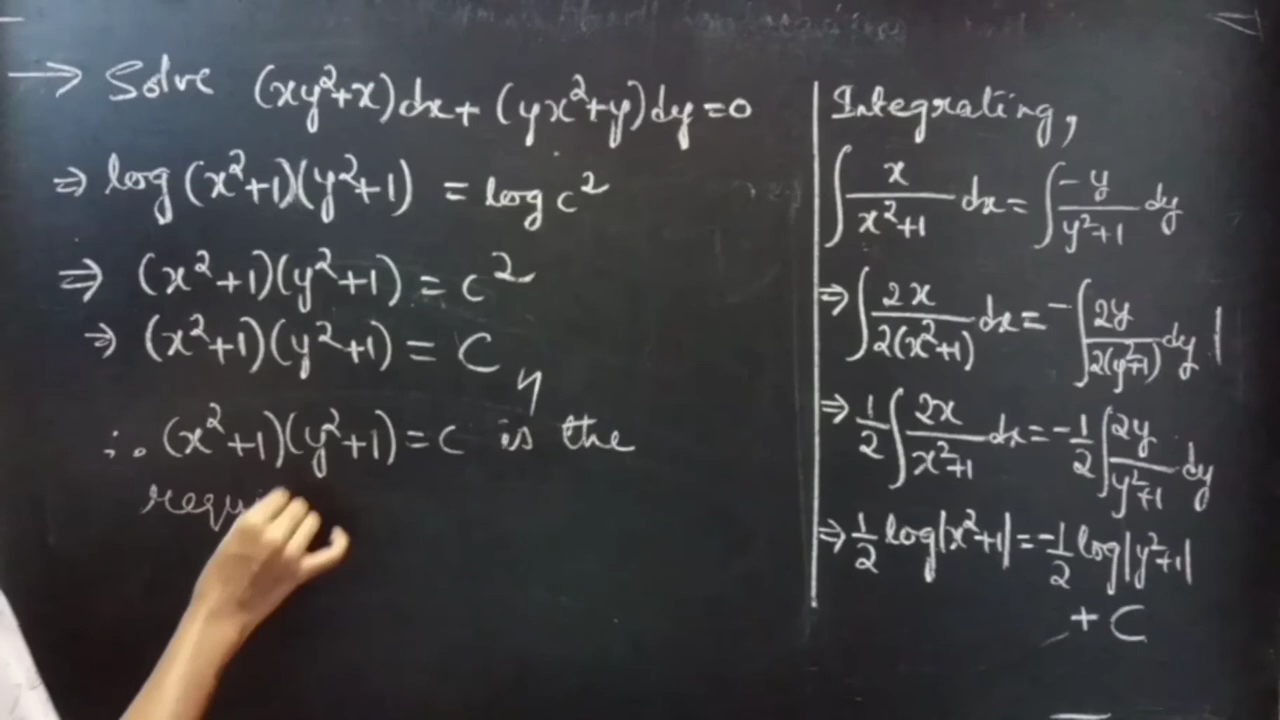 → Solve (xy²+x)dx+(yx²+y)dy=0
⇒ log(x²+1)(y²+1) = log c²
⇒ (x²+1)(y²+1) = c²
⇒ (x²+1)(y²+1) = C
∴ (x²+1)(y²+1) = C is the
Integrating,
∫ x/(x²+1) dx = ∫ -y/(y²+1) dy
⇒ ∫ 2x/2(x²+1) dx = -∫ 2y/2(y²+1) dy
⇒ 1/2 ∫ 2x/(x²+1) dx = -1/2 ∫ 2y/(y²+1) dy
⇒ 1/2 log|x²+1| = -1/2 log|y²+1|
+ C